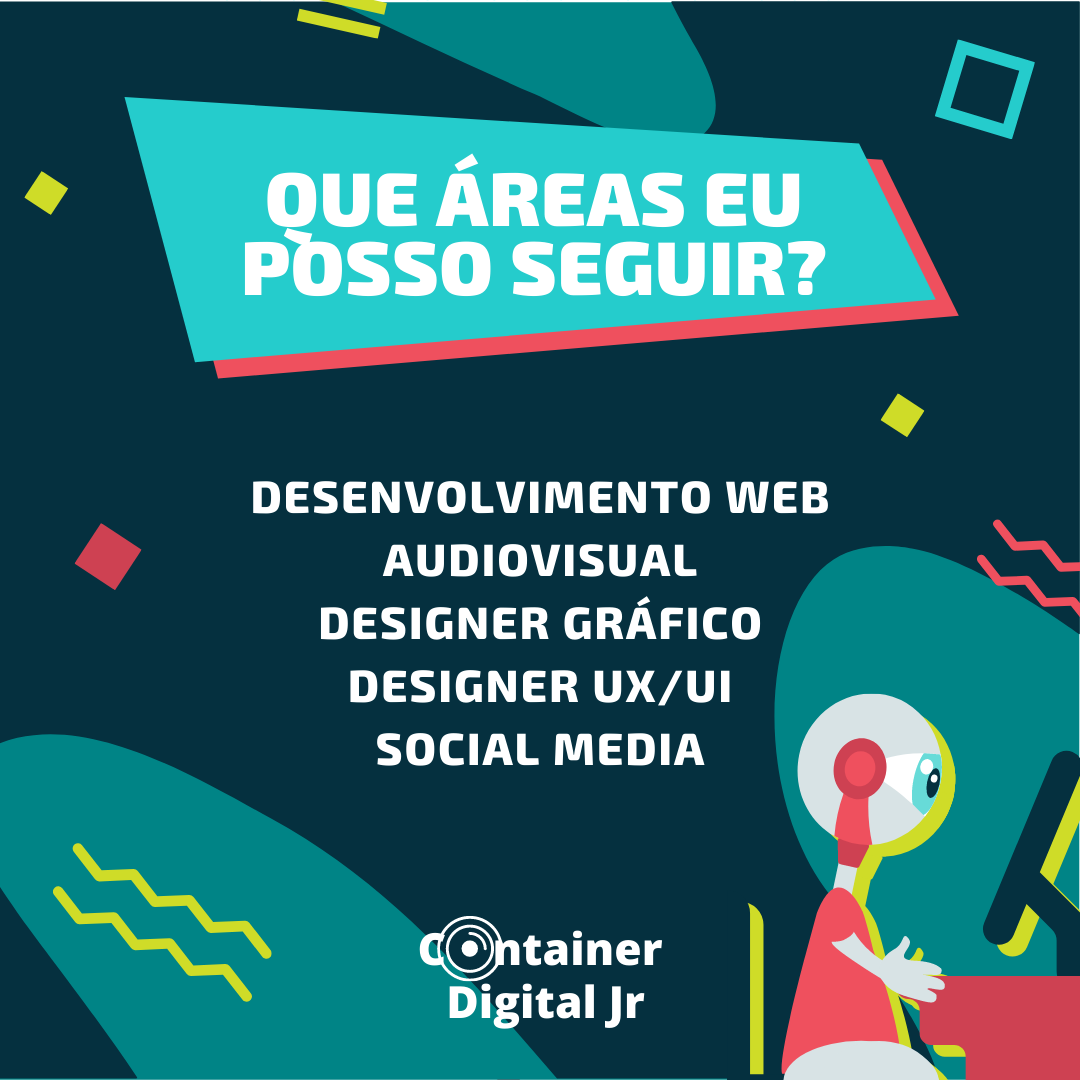 QUE ÁREAS EU
POSSO SEGUIR?
DESENVOLVIMENTO WEB
AUDIOVISUAL
DESIGNER GRÁFICO
DESIGNER UX/UI
SOCIAL MEDIA
Container
Digital Jr